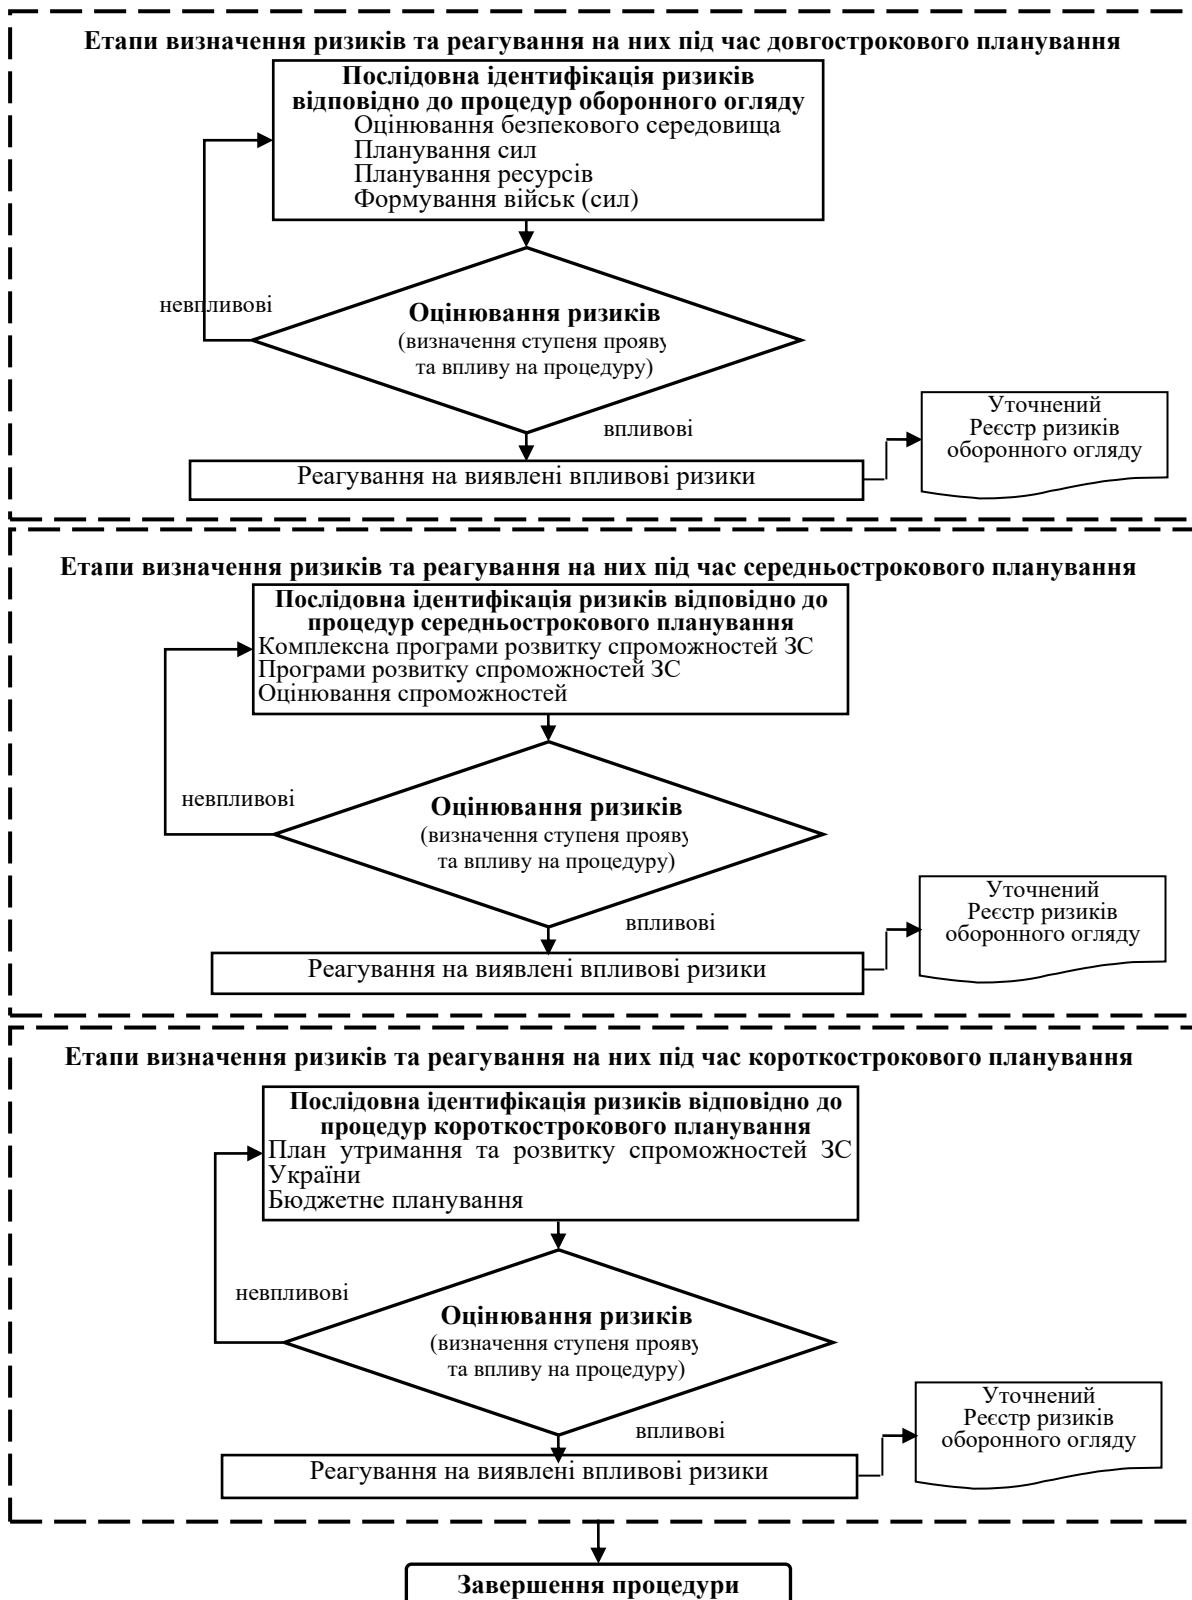 Етапи визначення ризиків та реагування на них під час довгострокового планування
Послідовна ідентифікація ризиків
відповідно до процедур оборонного огляду
Оцінювання безпекового середовища
Планування сил
Планування ресурсів
Формування військ (сил)
невпливові
Оцінювання ризиків
(визначення ступеня прояву
та впливу на процедуру)
впливові
Реагування на виявлені впливові ризики
Уточнений
Реєстр ризиків
оборонного огляду
Етапи визначення ризиків та реагування на них під час середньострокового планування
Послідовна ідентифікація ризиків відповідно до
процедур середньострокового планування
Комплексна програми розвитку спроможностей ЗС
Програми розвитку спроможностей ЗС
Оцінювання спроможностей
невпливові
Оцінювання ризиків
(визначення ступеня прояву
та впливу на процедуру)
впливові
Реагування на виявлені впливові ризики
Уточнений
Реєстр ризиків
оборонного огляду
Етапи визначення ризиків та реагування на них під час короткострокового планування
Послідовна ідентифікація ризиків відповідно до
процедур короткострокового планування
План утримання та розвитку спроможностей ЗС
України
Бюджетне планування
невпливові
Оцінювання ризиків
(визначення ступеня прояву
та впливу на процедуру)
впливові
Реагування на виявлені впливові ризики
Уточнений
Реєстр ризиків
оборонного огляду
Завершення процедури